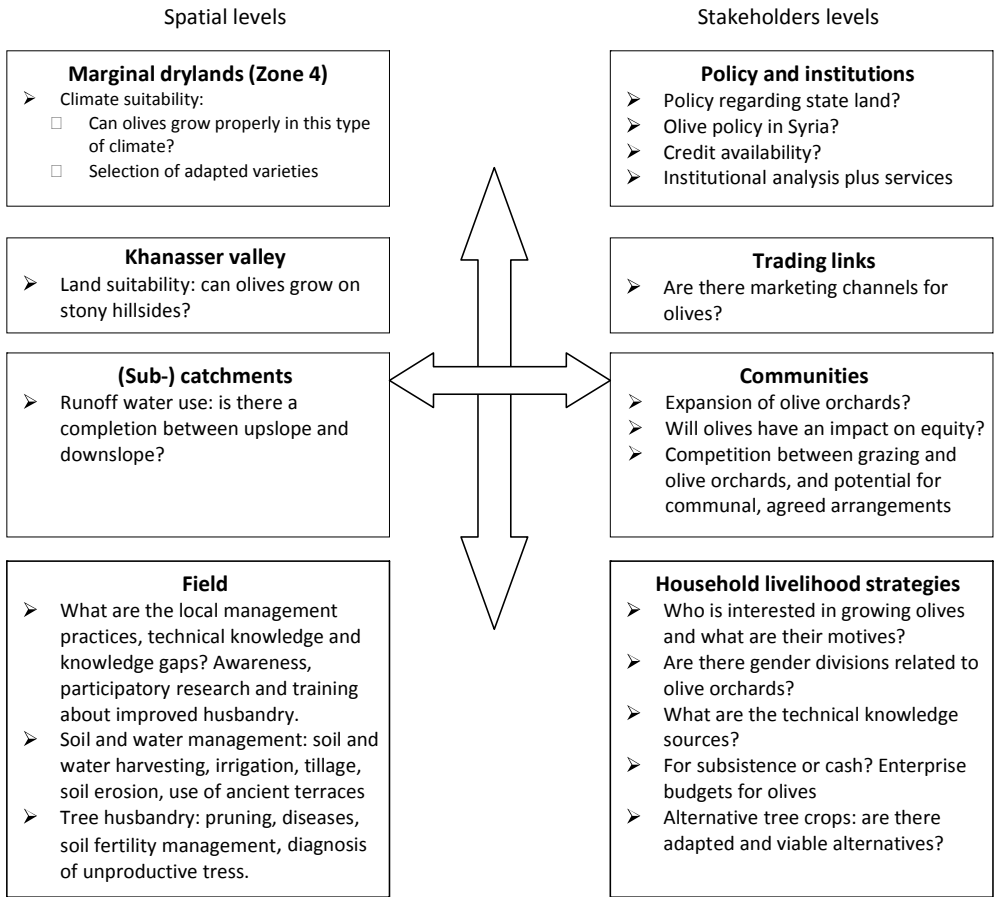 Spatial levels
Marginal drylands (Zone 4)
➢ Climate suitability:
□ Can olives grow properly in this type
of climate?
□ Selection of adapted varieties
Khanasser valley
➢ Land suitability: can olives grow on
stony hillsides?
(Sub-) catchments
➢ Runoff water use: is there a
completion between upslope and
downslope?
Field
➢ What are the local management
practices, technical knowledge and
knowledge gaps? Awareness,
participatory research and training
about improved husbandry.
➢ Soil and water management: soil and
water harvesting, irrigation, tillage,
soil erosion, use of ancient terraces
➢ Tree husbandry: pruning, diseases,
soil fertility management, diagnosis
of unproductive tress.
Stakeholders levels
Policy and institutions
➢ Policy regarding state land?
➢ Olive policy in Syria?
➢ Credit availability?
➢ Institutional analysis plus services
Trading links
➢ Are there marketing channels for
olives?
Communities
➢ Expansion of olive orchards?
➢ Will olives have an impact on equity?
➢ Competition between grazing and
olive orchards, and potential for
communal, agreed arrangements
Household livelihood strategies
➢ Who is interested in growing olives
and what are their motives?
➢ Are there gender divisions related to
olive orchards?
➢ What are the technical knowledge
sources?
➢ For subsistence or cash? Enterprise
budgets for olives
➢ Alternative tree crops: are there
adapted and viable alternatives?